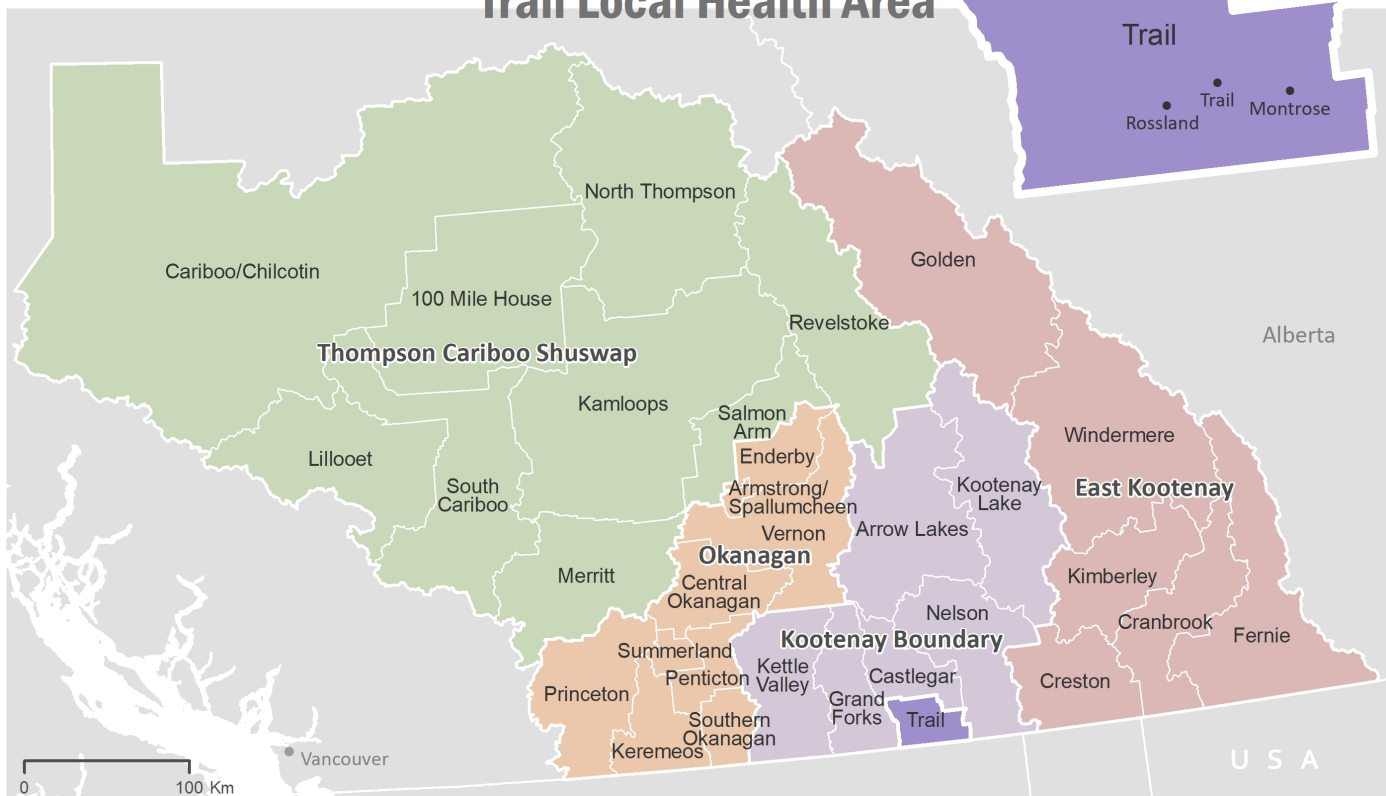 Trail Local Health Area
Trail
Trail
Rossland
Montrose
North Thompson
Cariboo/Chilcotin
Golden
100 Mile House
Revelstoke
Alberta
Thompson Cariboo Shuswap
Kamloops
Salmon
Arm
Windermere
Lillooet
Enderby
South
Cariboo
Armstrong/
Spallumcheen
Kootenay
Lake
East Kootenay
Vernon
Arrow Lakes
Okanagan
Merritt
Central
Okanagan
Kimberley
Nelson
Cranbrook
Kootenay Boundary
Fernie
Summerland
Kettle
Valley
Penticton
Castlegar
Creston
Princeton
Grand
Forks
Trail
Southern
Okanagan
Keremeos
Vancouver
USA
0
100 Km